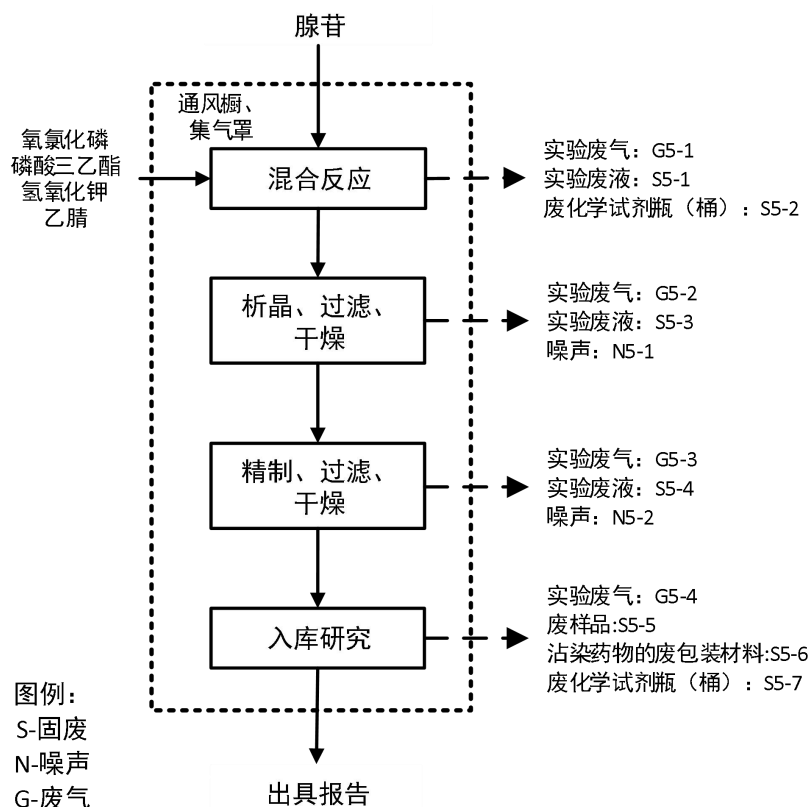 腺苷
通风橱、
集气罩
氧氯化磷
磷酸三乙酯
氢氧化钾
乙腈
混合反应
实验废气：G5-1
实验废液：S5-1
废化学试剂瓶（桶）：S5-2
析晶、过滤、
干燥
实验废气：G5-2
实验废液：S5-3
噪声：N5-1
精制、过滤、
干燥
实验废气：G5-3
实验废液：S5-4
噪声：N5-2
入库研究
实验废气：G5-4
废样品:S5-5
沾染药物的废包装材料:S5-6
废化学试剂瓶（桶）：S5-7
图例：
S-固废
N-噪声
G-废气
出具报告